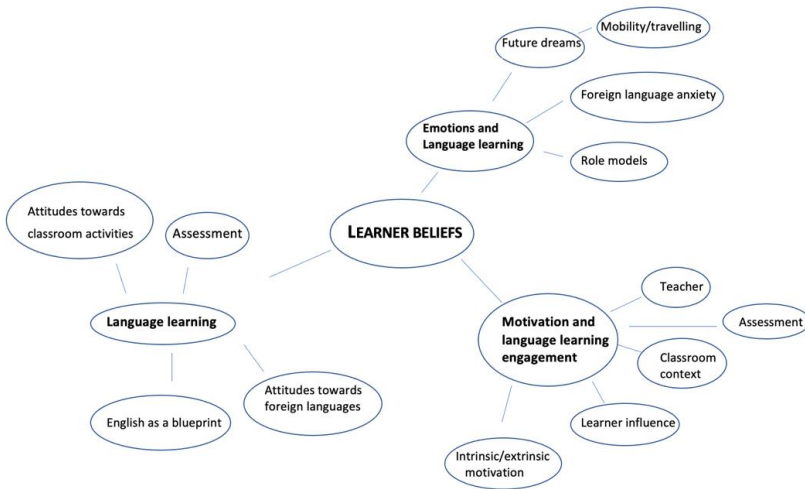 Future dreams
Mobility/travelling
Foreign language anxiety
Emotions and
Language learning
Role models
LEARNER BELIEFS
Attitudes towards
classroom activities
Assessment
Language learning
English as a blueprint
Attitudes towards
foreign languages
Teacher
Motivation and
language learning
engagement
Assessment
Classroom
context
Learner influence
Intrinsic/extrinsic
motivation